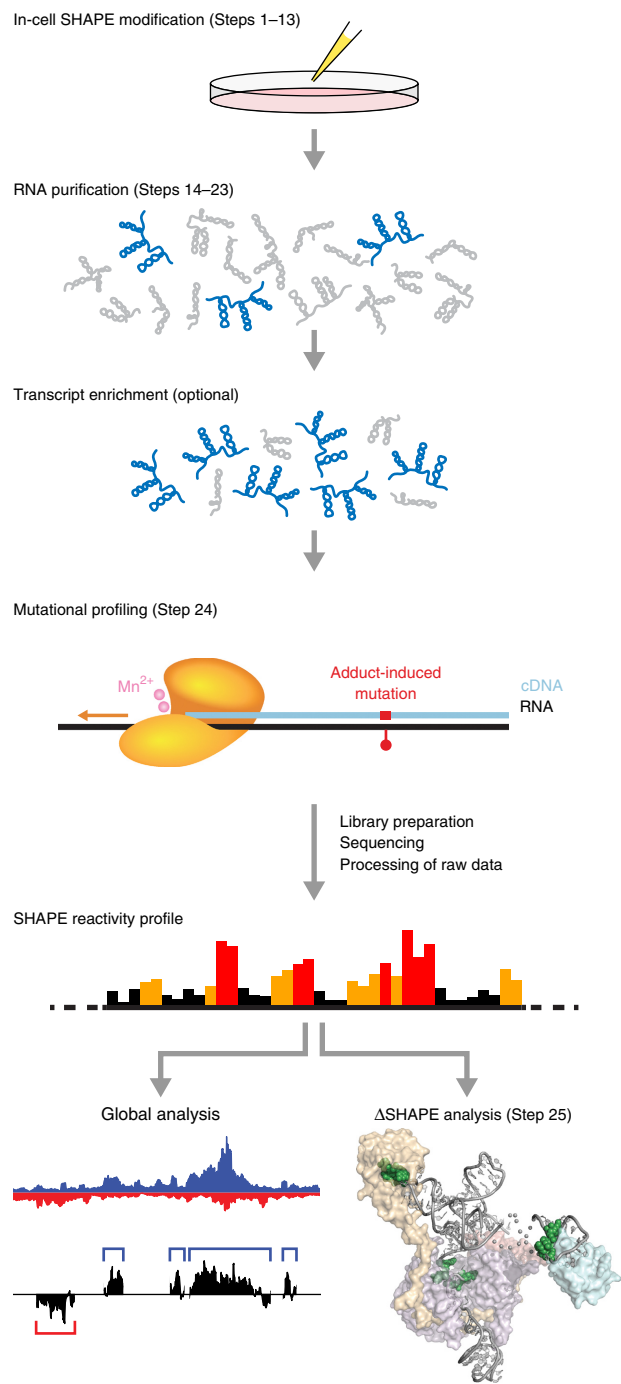 In-cell SHAPE modification (Steps 1–13)
RNA purification (Steps 14–23)
Transcript enrichment (optional)
Mutational profiling (Step 24)
Mn2+
Adduct-induced
mutation
cDNA
RNA
Library preparation
Sequencing
Processing of raw data
SHAPE reactivity profile
Global analysis
ΔSHAPE analysis (Step 25)